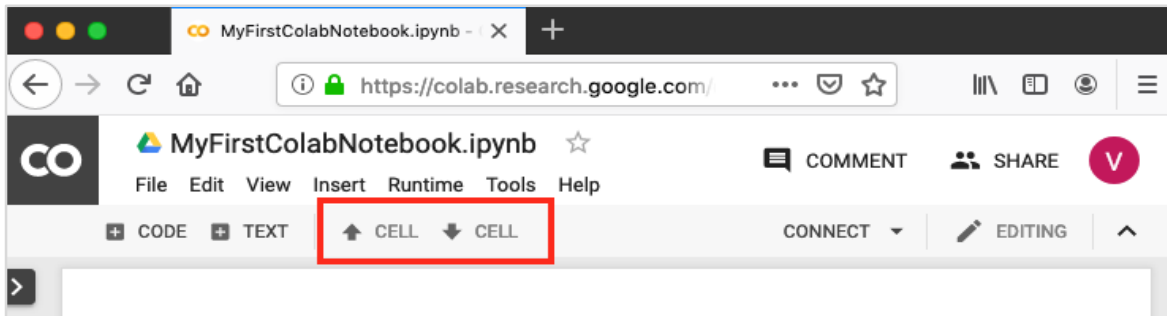 CO MyFirstColabNotebook.ipynb -
https://colab.research.google.com/
CO MyFirstColabNotebook.ipynb COMMENT SHARE V
File Edit View Insert Runtime Tools Help
CODE TEXT CELL CELL CONNECT EDITING